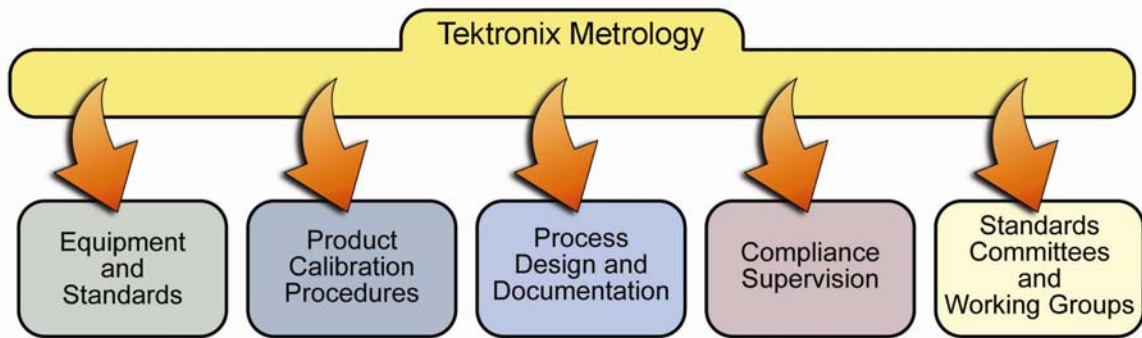 Tektronix Metrology
Equipment
and
Standards
Product
Calibration
Procedures
Process
Design and
Documentation
Compliance
Supervision
Standards
Committees
and
Working Groups